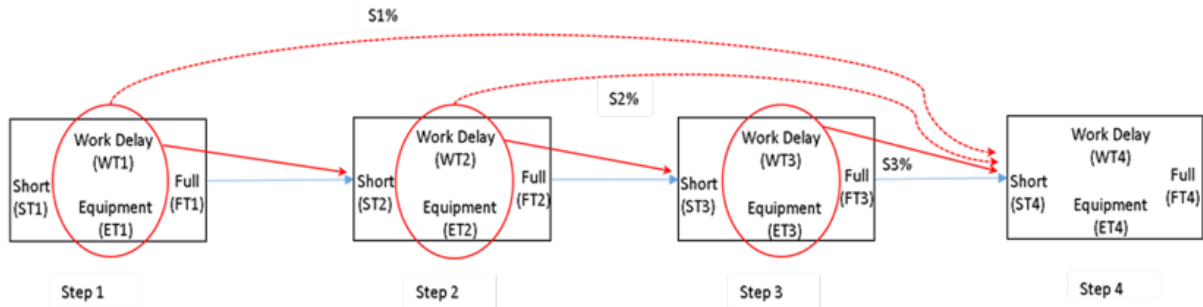 S1%
S2%
Work Delay
(WT1)
Short
(ST1)
Full
(FT1)
Equipment
(ET1)
Work Delay
(WT2)
Short
(ST2)
Full
(FT2)
Equipment
(ET2)
Work Delay
(WT3)
Short
(ST3)
Full
(FT3)
Equipment
(ET3)
S3%
Work Delay
(WT4)
Short
(ST4)
Full
(FT4)
Equipment
(ET4)
Step 1
Step 2
Step 3
Step 4